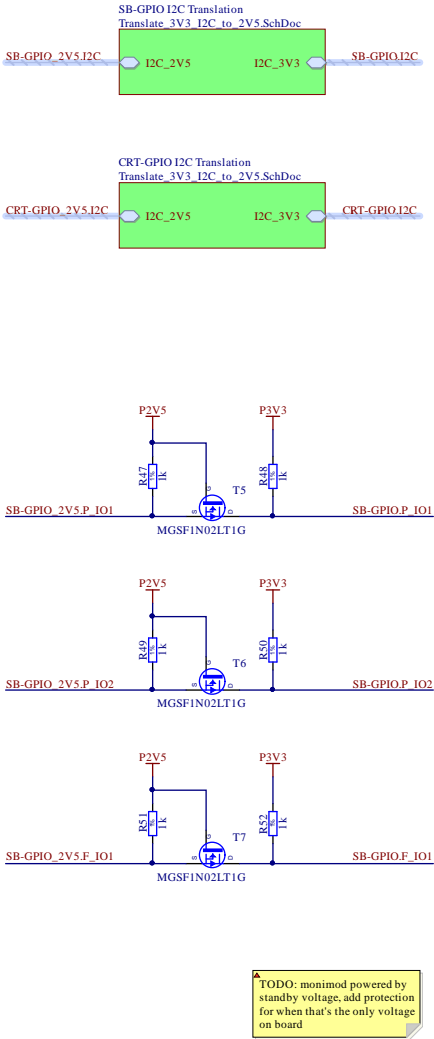 SB-GPIO I2C Translation
Translate_3V3_I2C_to_2V5.SchDoc
SB-GPIO_2V5.I2C
I2C_2V5
I2C_3V3
SB-GPIO.I2C
CRT-GPIO I2C Translation
Translate_3V3_I2C_to_2V5.SchDoc
CRT-GPIO_2V5.I2C
I2C_2V5
I2C_3V3
CRT-GPIO.I2C
P2V5
P3V3
R47
1%
1k
G
T5
R48
1%
1k
SB-GPIO_2V5.P_IO1
S
D
SB-GPIO.P_IO1
MGSF1N02LT1G
P2V5
P3V3
R49
1%
1k
G
T6
R50
1%
1k
SB-GPIO_2V5.P_IO2
S
D
SB-GPIO.P_IO2
MGSF1N02LT1G
P2V5
P3V3
R51
%
1k
G
T7
R52
%
1k
SB-GPIO_2V5.F_IO1
S
D
SB-GPIO.F_IO1
MGSF1N02LT1G
TODO: monimod powered by
standby voltage, add protection
for when that's the only voltage
on board